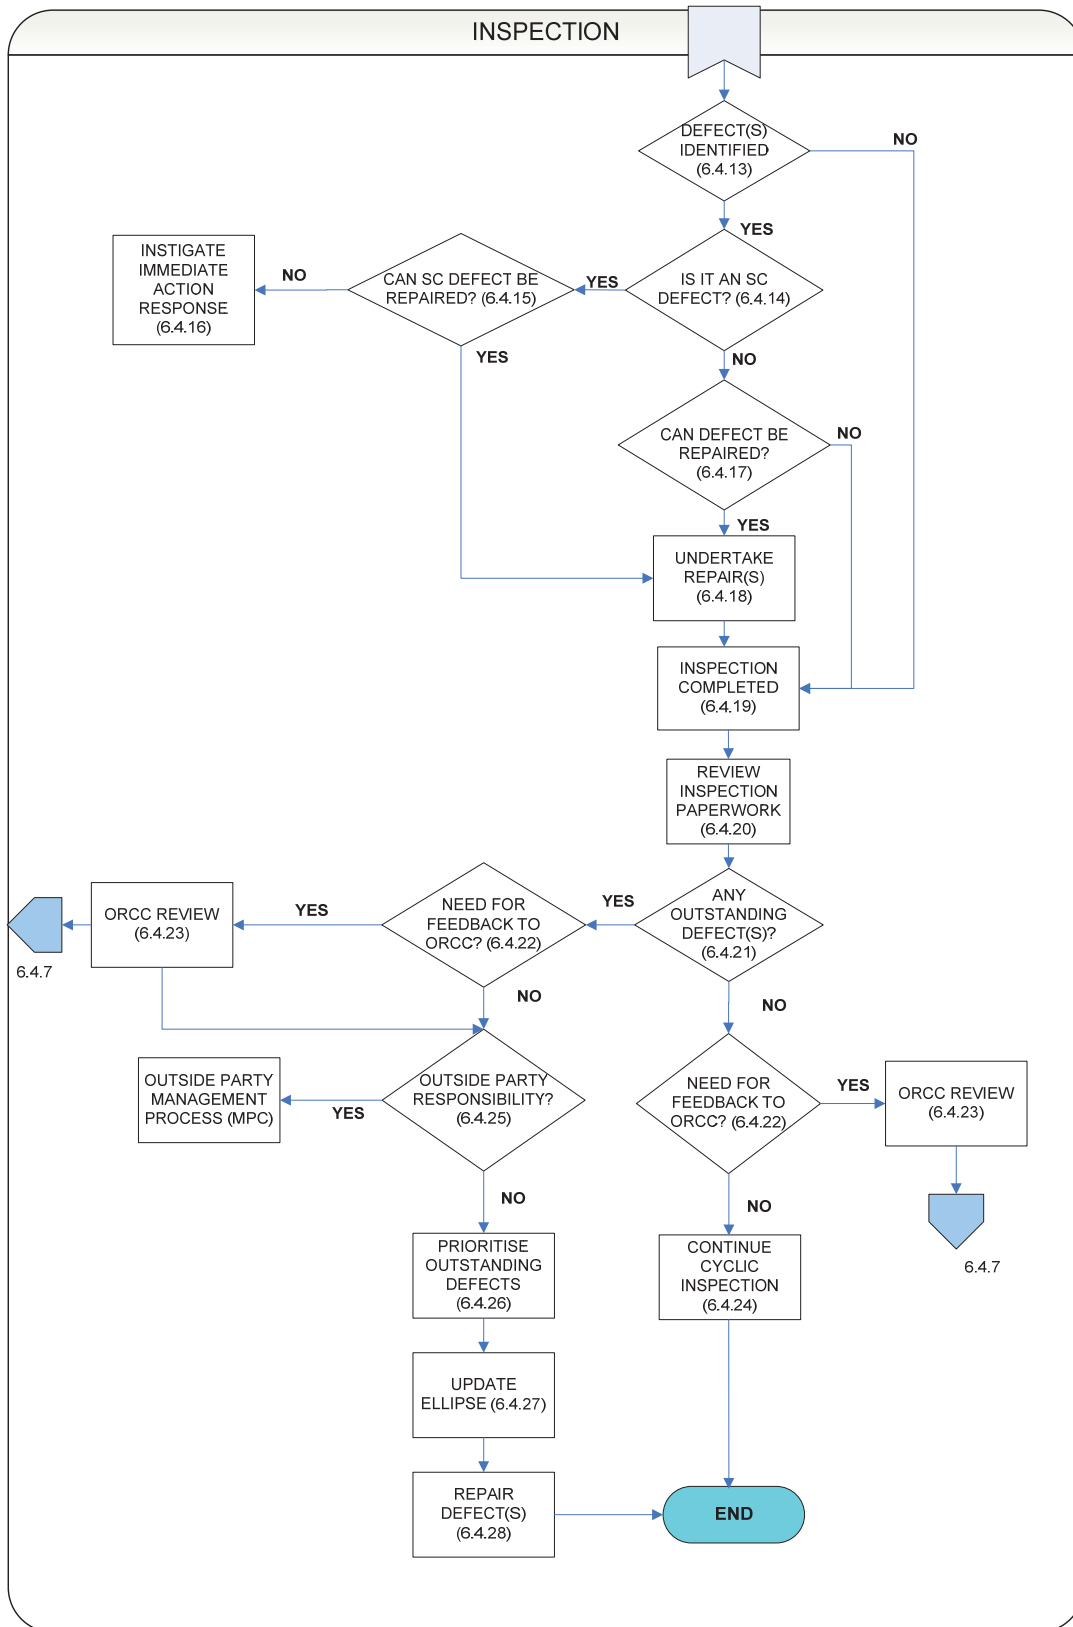 INSPECTION
DEFECT(S)
IDENTIFIED
(6.4.13)
NO
YES
INSTIGATE
IMMEDIATE
ACTION
RESPONSE
(6.4.16)
NO
CAN SC DEFECT BE
REPAIRED? (6.4.15)
YES
IS IT AN SC
DEFECT? (6.4.14)
YES
NO
CAN DEFECT BE
REPAIRED?
(6.4.17)
NO
YES
UNDERTAKE
REPAIR(S)
(6.4.18)
INSPECTION
COMPLETED
(6.4.19)
REVIEW
INSPECTION
PAPERWORK
(6.4.20)
ORCC REVIEW
(6.4.23)
YES
NEED FOR
FEEDBACK TO
ORCC? (6.4.22)
YES
ANY
OUTSTANDING
DEFECT(S)?
(6.4.21)
6.4.7
NO
NO
OUTSIDE PARTY
MANAGEMENT
PROCESS (MPC)
YES
OUTSIDE PARTY
RESPONSIBILITY?
(6.4.25)
NEED FOR
FEEDBACK TO
ORCC? (6.4.22)
YES
ORCC REVIEW
(6.4.23)
NO
NO
6.4.7
PRIORITISE
OUTSTANDING
DEFECTS
(6.4.26)
CONTINUE
CYCLIC
INSPECTION
(6.4.24)
UPDATE
ELLIPSE (6.4.27)
REPAIR
DEFECT(S)
(6.4.28)
END